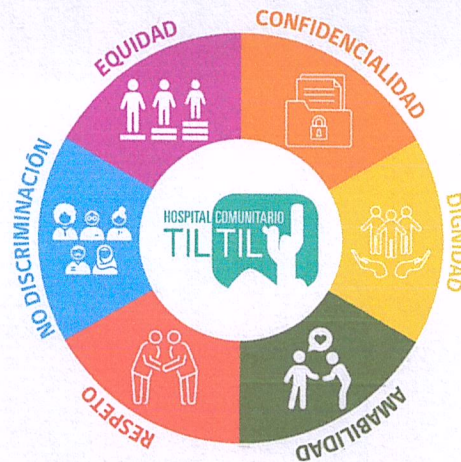 EQUIDAD
CONFIDENCIALIDAD
DIGNIDAD
AMABILIDAD
RESPETO
NO DISCRIMINACIÓN
HOSPITAL COMUNITARIO
TIL TIL